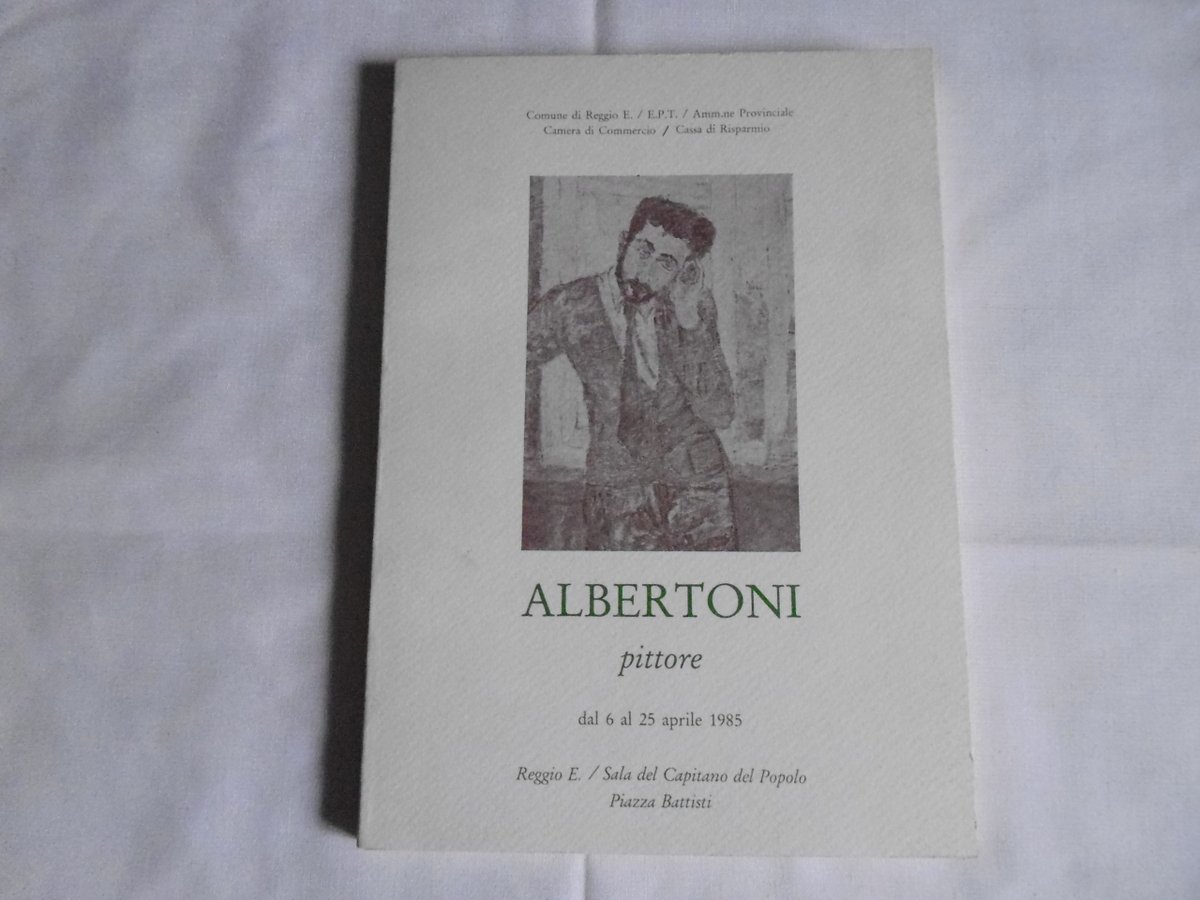 Comune di Reggio E. / E.P.T. / Amm.ne Provinciale
Camera di Commercio / Cassa di Risparmio
ALBERTONI
pittore
dal 6 al 25 aprile 1985
Reggio E. / Sala del Capitano del Popolo
Piazza Battisti